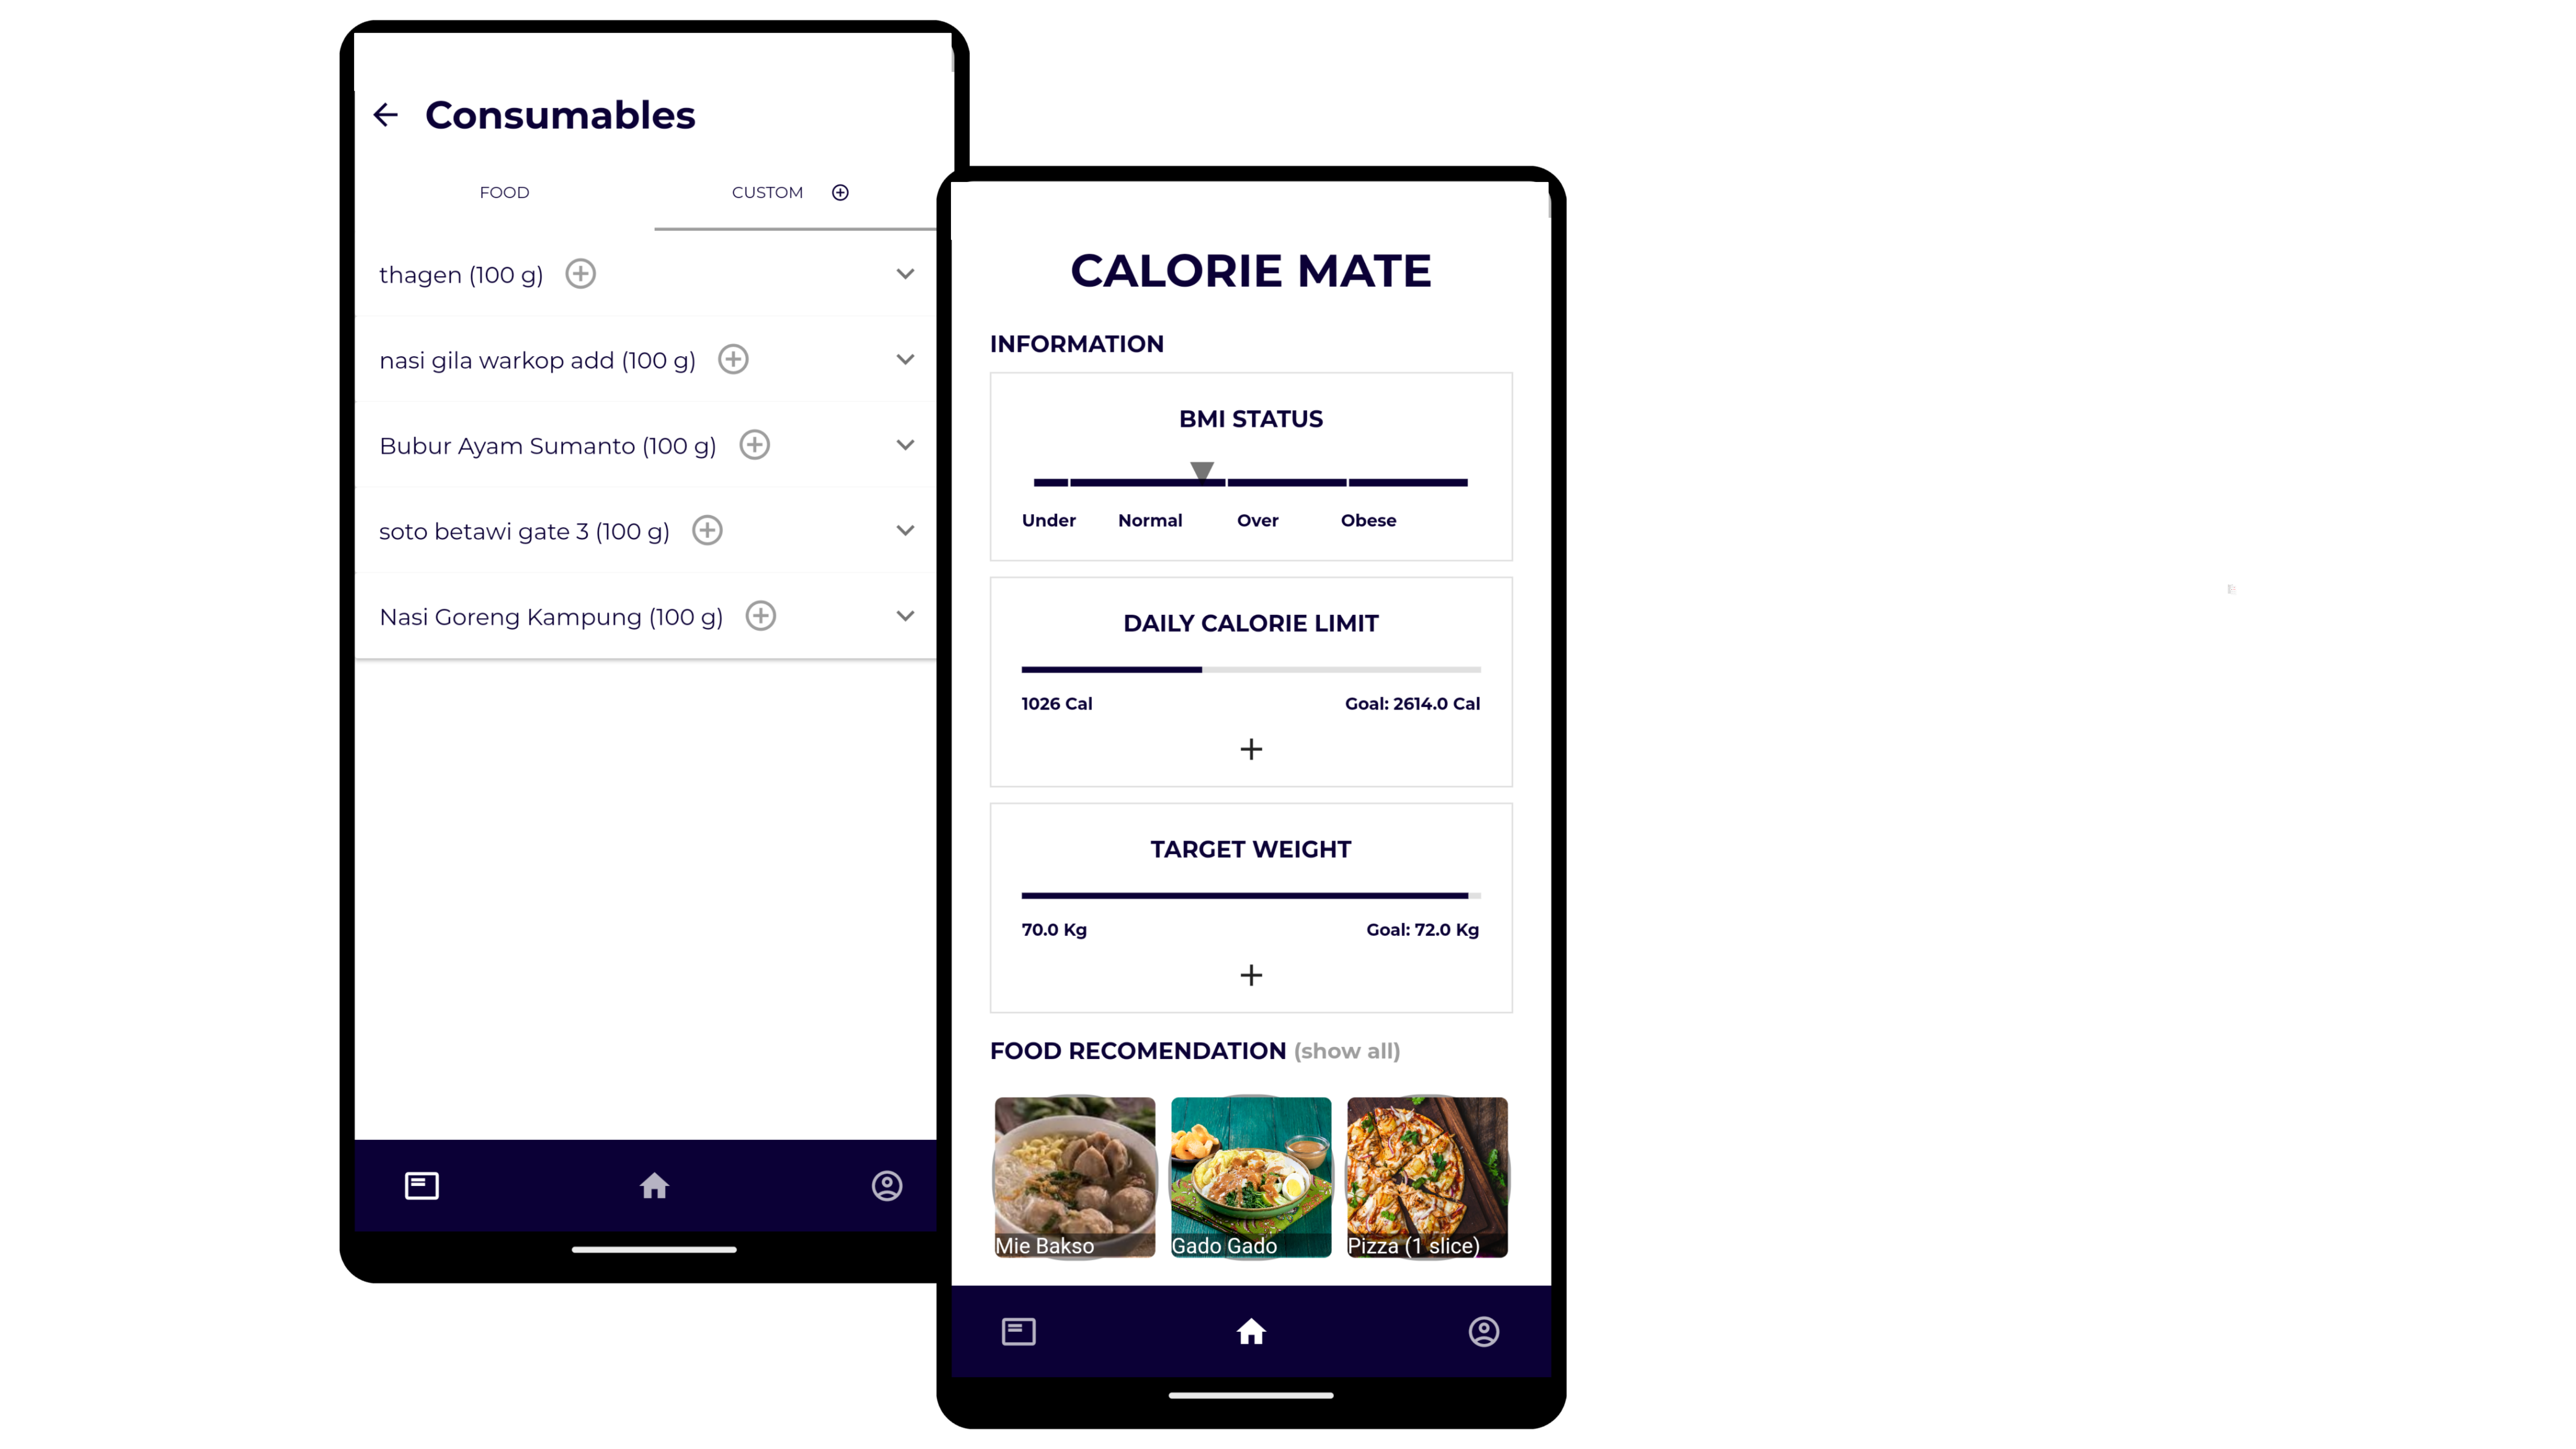 Consumables
FOOD
CUSTOM
thagen (100 g)
nasi gila warkop add (100 g)
Bubur Ayam Sumanto (100 g)
soto betawi gate 3 (100 g)
Nasi Goreng Kampung (100 g)
CALORIE MATE
INFORMATION
BMI STATUS
Under Normal Over Obese
DAILY CALORIE LIMIT
1026 Cal Goal: 2614.0 Cal
TARGET WEIGHT
70.0 Kg Goal: 72.0 Kg
FOOD RECOMENDATION (show all)
Mie Bakso Gado Gado Pizza (1 slice)